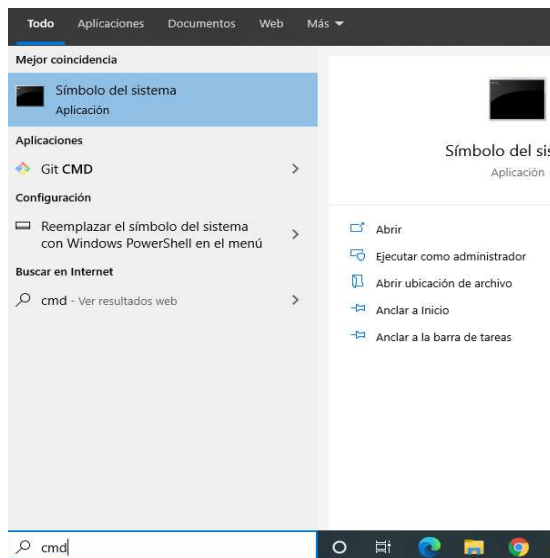 Todo Aplicaciones Documentos Web Más
Mejor coincidencia
Símbolo del sistema
Aplicación
Aplicaciones
Git CMD
Configuración
Reemplazar el símbolo del sistema
con Windows PowerShell en el menú
Buscar en Internet
cmd - Ver resultados web
Símbolo del sis
Aplicación
Abrir
Ejecutar como administrador
Abrir ubicación de archivo
Anclar a Inicio
Anclar a la barra de tareas
cmd